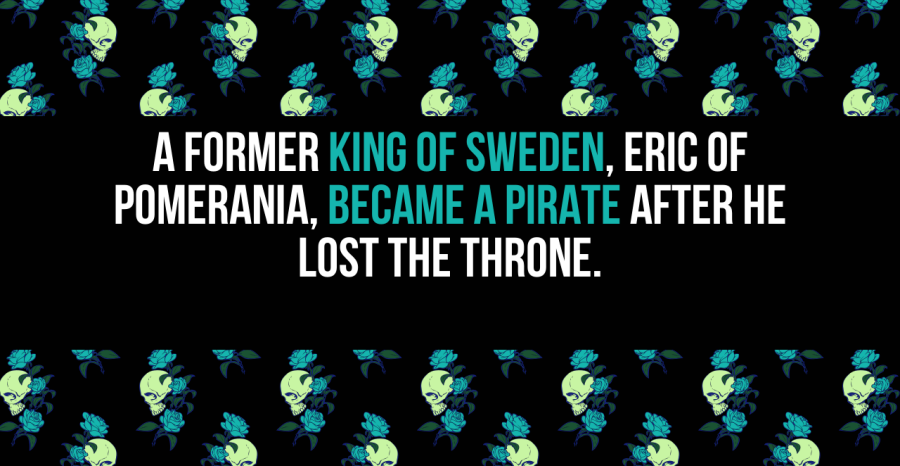 A FORMER KING OF SWEDEN, ERIC OF
POMERANIA, BECAME A PIRATE AFTER HE
LOST THE THRONE.